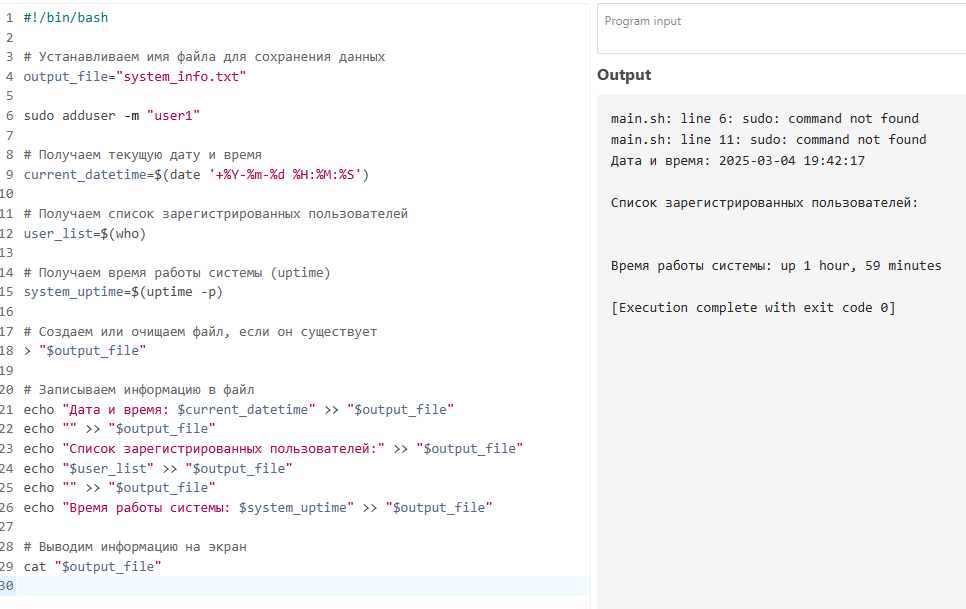 1 #!/bin/bash
2
3 # Устанавливаем имя файла для сохранения данных
4 output_file="system_info.txt"
5
6 sudo adduser -m "user1"
7
8 # Получаем текущую дату и время
9 current_datetime=$(date '+%Y-%m-%d %H:%M:%S')
10
11 # Получаем список зарегистрированных пользователей
12 user_list=$(who)
13
14 # Получаем время работы системы (uptime)
15 system_uptime=$(uptime -p)
16
17 # Создаем или очищаем файл, если он существует
18 > "$output_file"
19
20 # Записываем информацию в файл
21 echo "Дата и время: $current_datetime" >> "$output_file"
22 echo "" >> "$output_file"
23 echo "Список зарегистрированных пользователей:" >> "$output_file"
24 echo "$user_list" >> "$output_file"
25 echo "" >> "$output_file"
26 echo "Время работы системы: $system_uptime" >> "$output_file"
27
28 # Выводим информацию на экран
29 cat "$output_file"
30
Program input
Output
main.sh: line 6: sudo: command not found
main.sh: line 11: sudo: command not found
Дата и время: 2025-03-04 19:42:17
Список зарегистрированных пользователей:
Время работы системы: up 1 hour, 59 minutes
[Execution complete with exit code 0]